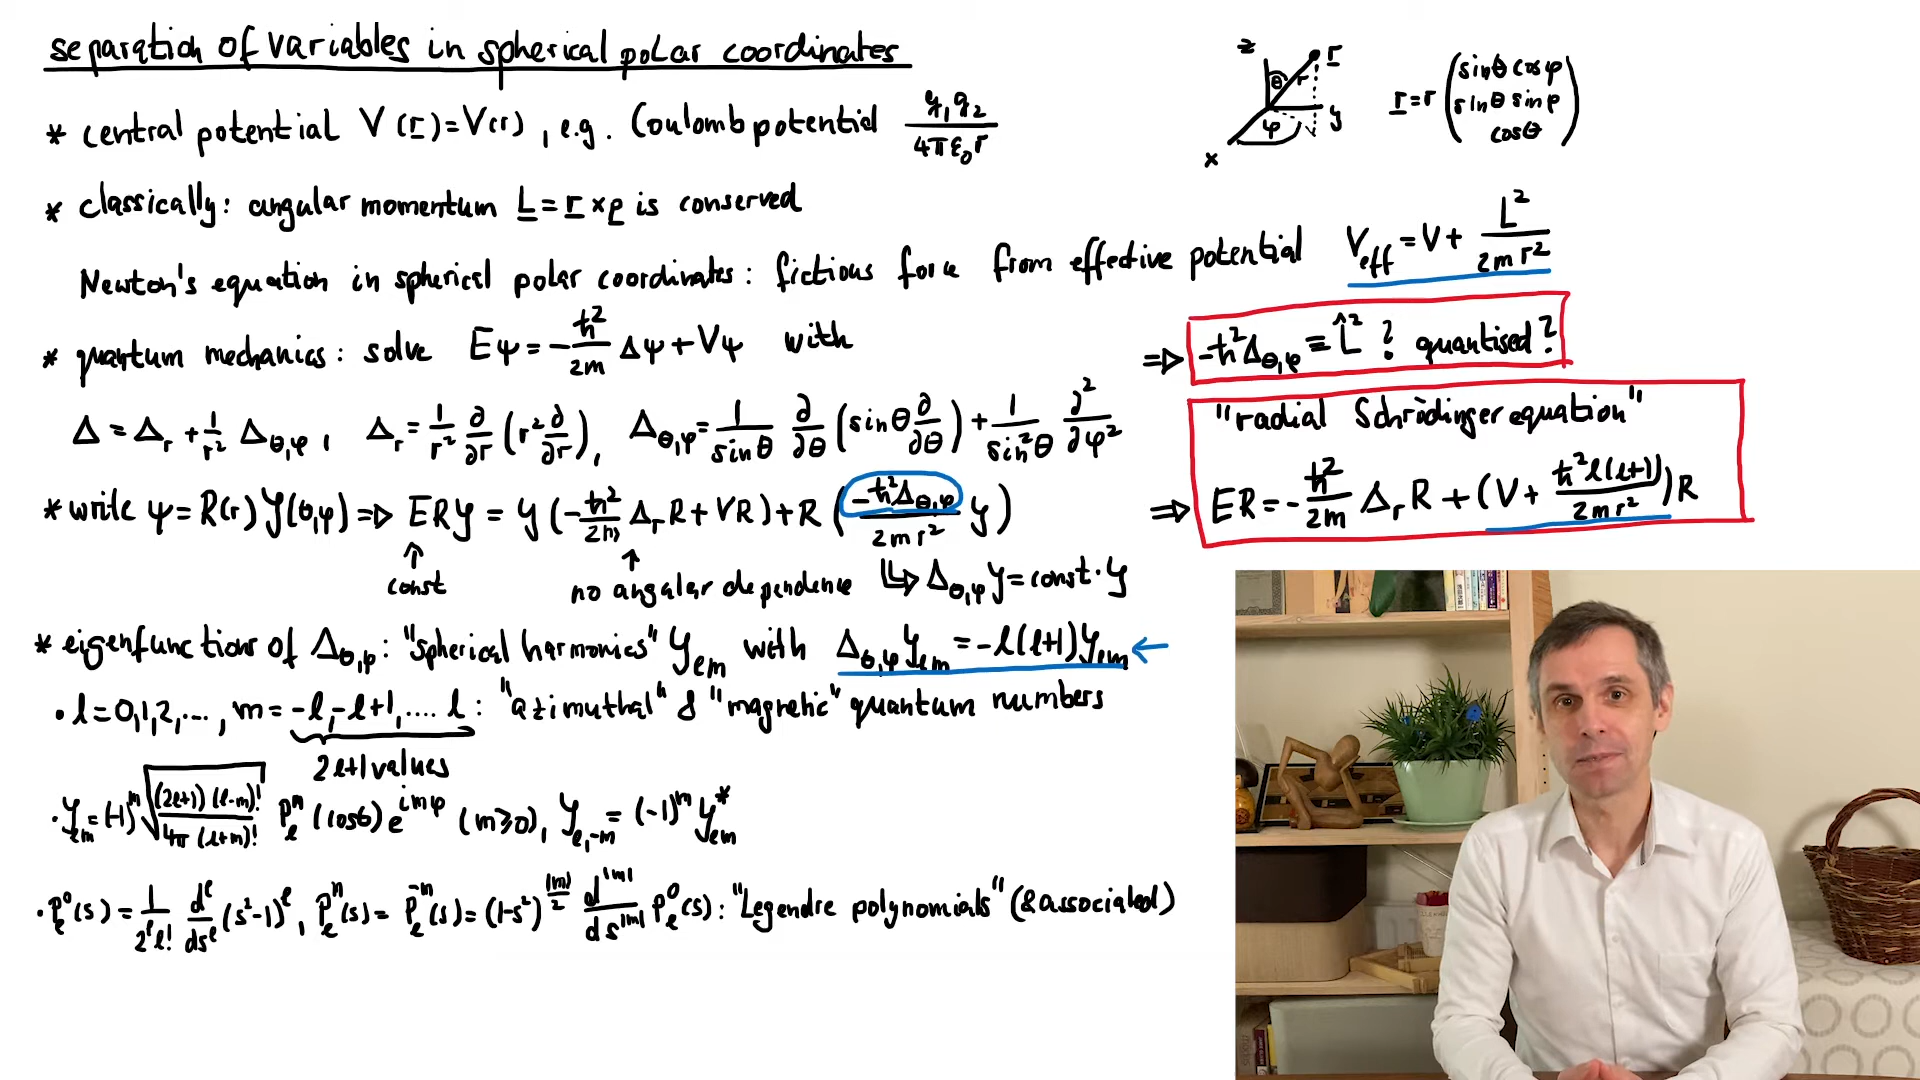 separation of variables in spherical polar coordinates
* central potential V(r)=V(r), e.g. Coulomb potential q₁q₂/4πε₀r
z r θ r y φ x
r=r (sinθ cosφ
sinθ sinφ
cosθ)
* classically: angular momentum L=r×p is conserved
Newton's equation in spherical polar coordinates: fictious force from effective potential V_eff=V+L²/2mr²
* quantum mechanics: solve Eψ=-ħ²/2m Δψ+Vψ with
⇒ -ħ²Δ_θ,φ ≡ L̂² ? quantised?
Δ=Δ_r+1/r² Δ_θ,φ, Δ_r=1/r² ∂/∂r (r² ∂/∂r), Δ_θ,φ=1/sinθ ∂/∂θ (sinθ ∂/∂θ)+1/sin²θ ∂²/∂φ²
"radial Schrödinger equation"
* write ψ=R(r)Y(θ,φ)⇒ ERY=Y(-ħ²/2m Δ_r R+VR)+R(-ħ²Δ_θ,φ/2mr² Y)
⇒ ER=-ħ²/2m Δ_r R+(V+ħ²l(l+1)/2mr²)R
↑ const ↑ no angular dependence ↳ Δ_θ,φ Y=const·Y
* eigenfunctions of Δ_θ,φ: "spherical harmonics" Y_lm with Δ_θ,φ Y_lm=-l(l+1)Y_lm ←
• l=0,1,2,..., m=-l,-l+1,.... l: "azimuthal" & "magnetic" quantum numbers
2l+1 values
• Y_lm=(-1)^m √((2l+1)(l-m)!/4π(l+m)!) P_l^m(cosθ)e^imφ (m≥0), Y_l,-m=(-1)^m Y_lm^*
• P_l^0(s)=1/2^l l! d^l/ds^l (s²-1)^l, P_l^m(s)=P_l^-m(s)=(1-s²)^|m|/2 d^|m|/ds^|m| P_l^0(s): "Legendre polynomials" (& associated)